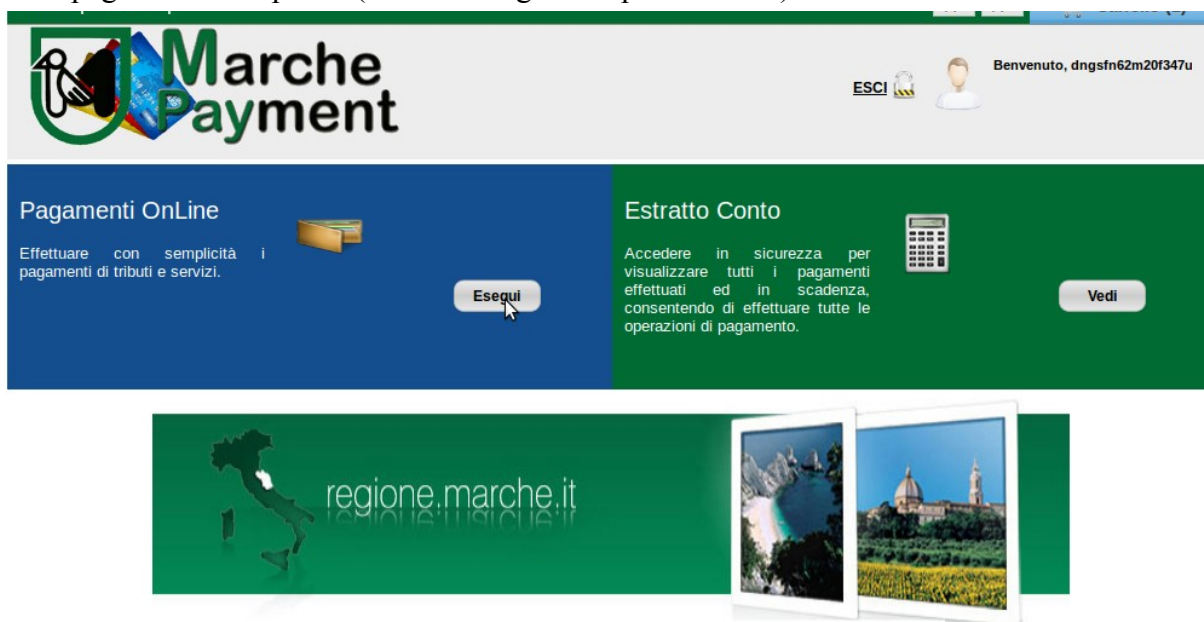 Marche
Payment
ESCI
Benvenuto, dngsfn62m20f347u
Pagamenti OnLine
Effettuare con semplicità i
pagamenti di tributi e servizi.
Esegui
Estratto Conto
Accedere in sicurezza per
visualizzare tutti i pagamenti
effettuati ed in scadenza,
consentendo di effettuare tutte le
operazioni di pagamento.
Vedi
regione.marche.it